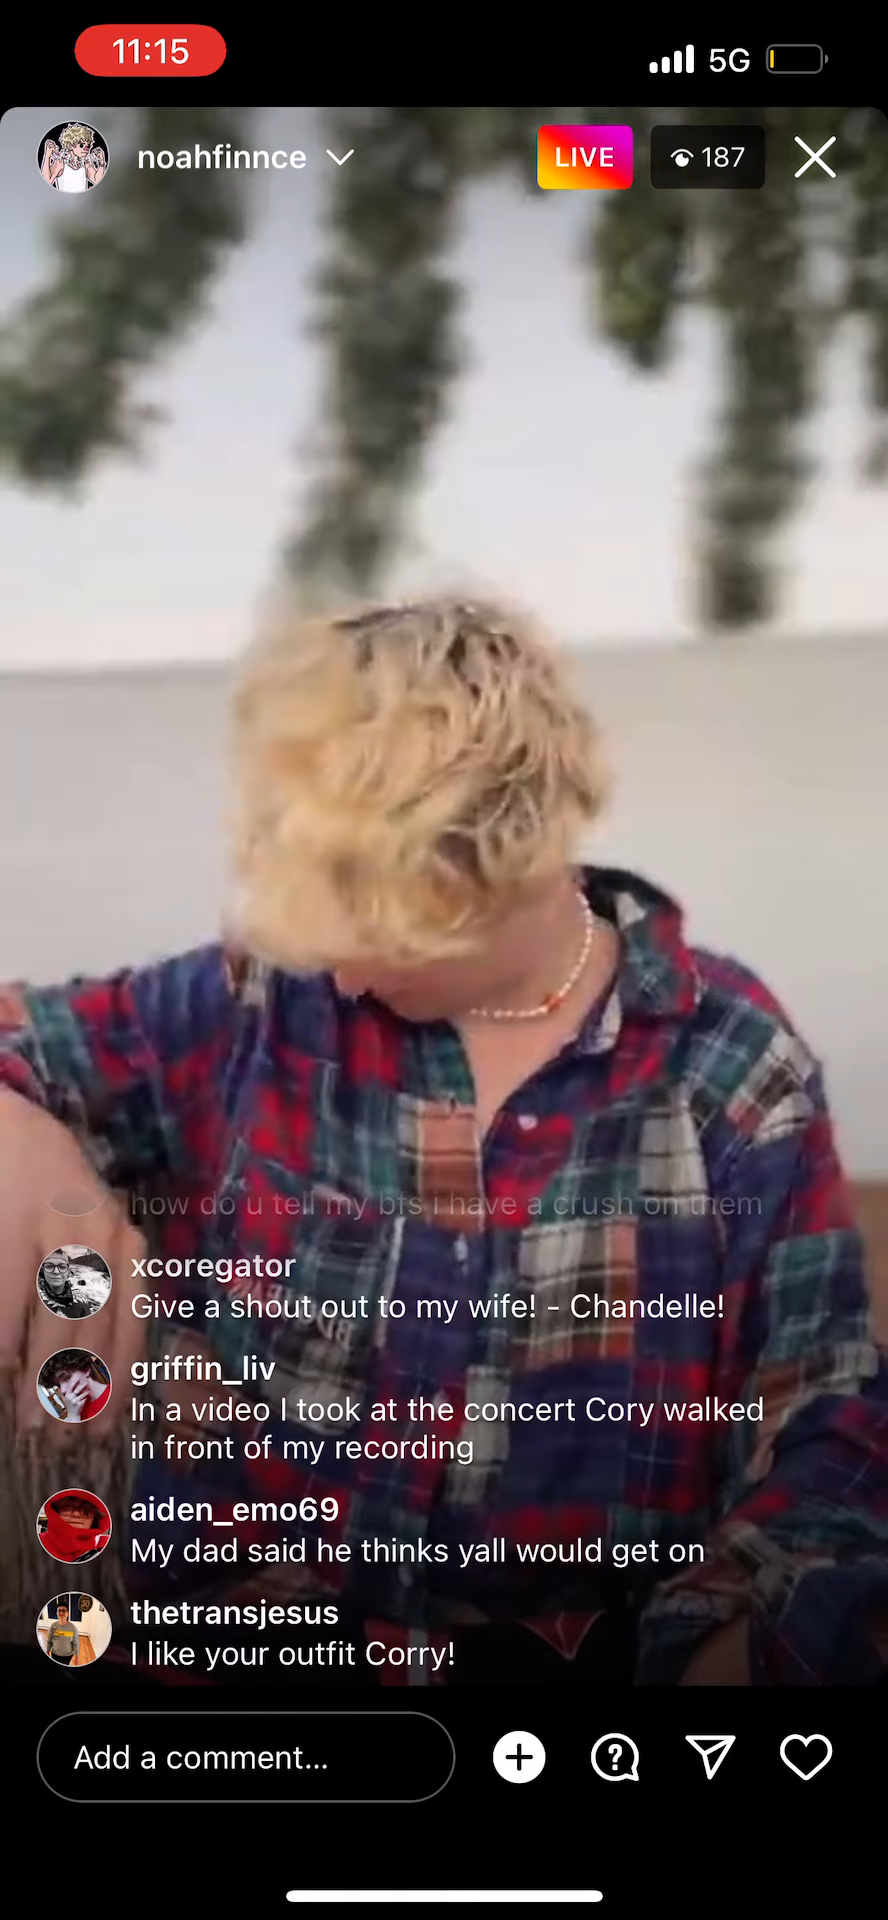 11:15
5G
noahfinnce
LIVE
187
how do u tell my bfs i have a crush on them
xcoregator
Give a shout out to my wife! - Chandelle!
griffin_liv
In a video I took at the concert Cory walked
in front of my recording
aiden_emo69
My dad said he thinks yall would get on
thetransjesus
I like your outfit Corry!
Add a comment...